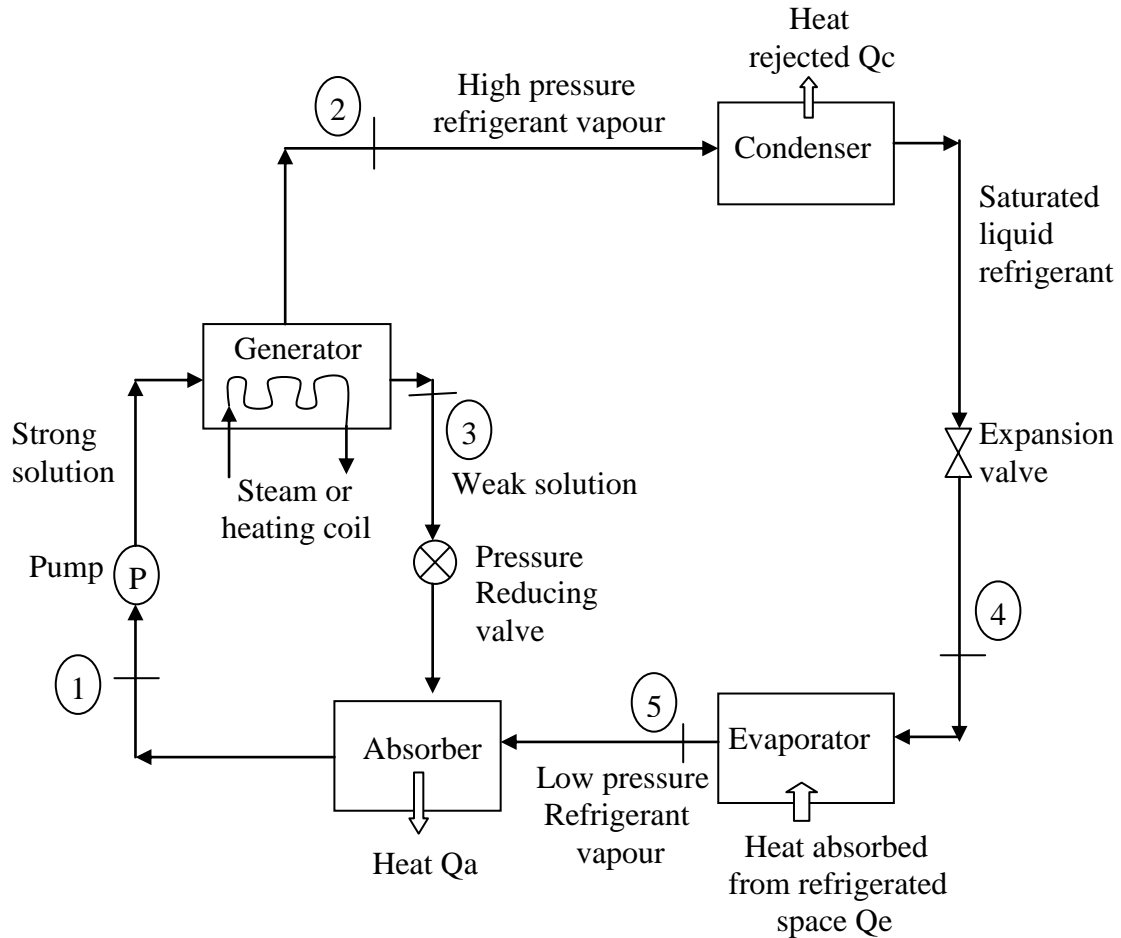 Heat
rejected Qc
2
High pressure
refrigerant vapour
Condenser
Saturated
liquid
refrigerant
Generator
3
Strong
solution
Weak solution
Steam or
heating coil
Expansion
valve
Pump
P
Pressure
Reducing
valve
4
1
5
Absorber
Evaporator
Low pressure
Refrigerant
vapour
Heat Qa
Heat absorbed
from refrigerated
space Qe